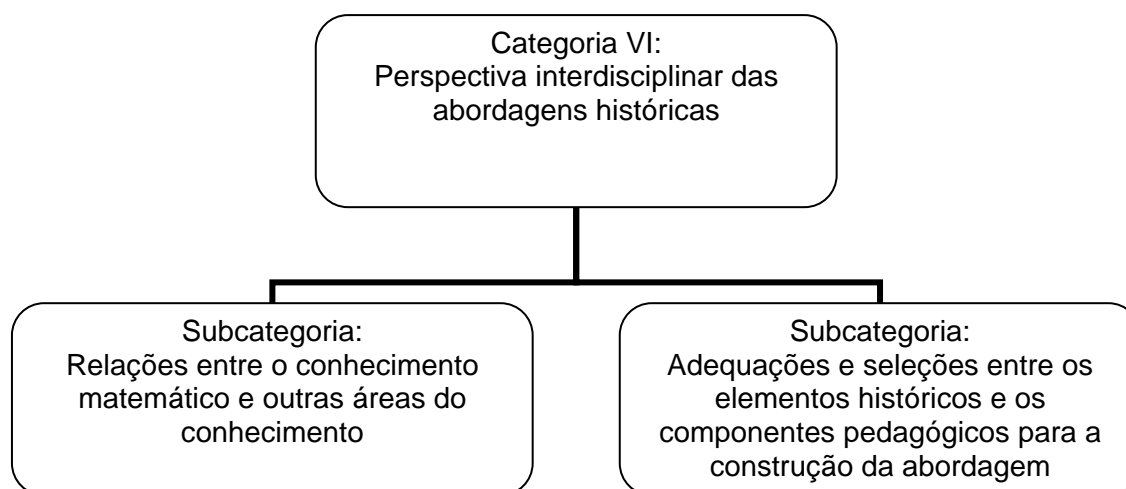 Categoria VI:
Perspectiva interdisciplinar das
abordagens históricas
Subcategoria:
Relações entre o conhecimento
matemático e outras áreas do
conhecimento
Subcategoria:
Adequações e seleções entre os
elementos históricos e os
componentes pedagógicos para a
construção da abordagem